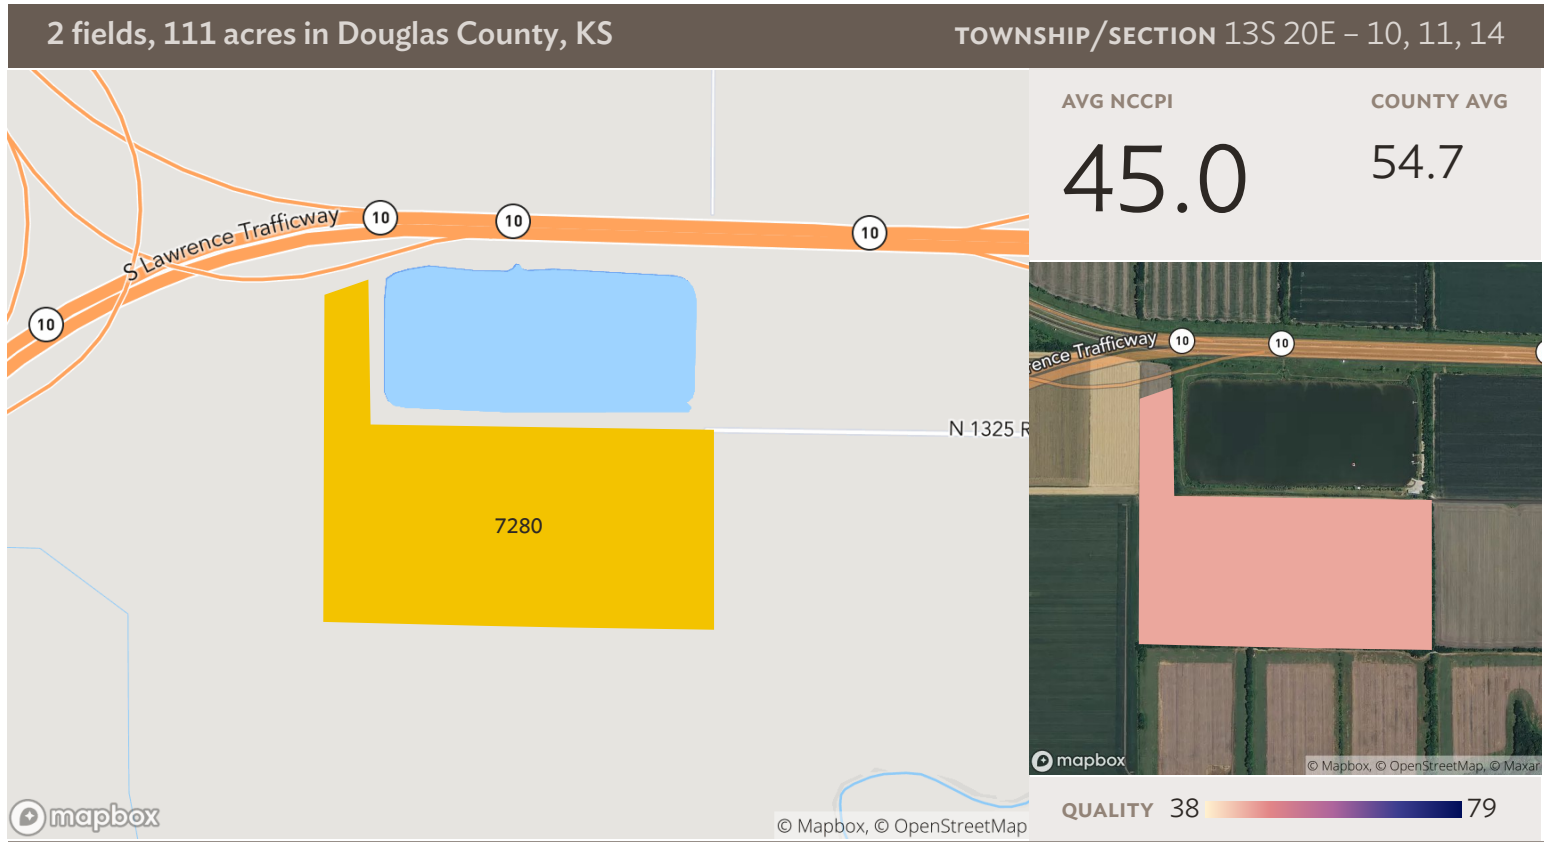 2 fields, 111 acres in Douglas County, KS
TOWNSHIP/SECTION 13S 20E – 10, 11, 14
S Lawrence Trafficway
10
10
10
10
N 1325 R
7280
mapbox
© Mapbox, © OpenStreetMap
AVG NCCPI
COUNTY AVG
45.0
54.7
rence Trafficway
10
10
mapbox
© Mapbox, © OpenStreetMap, © Maxar
QUALITY 38 79